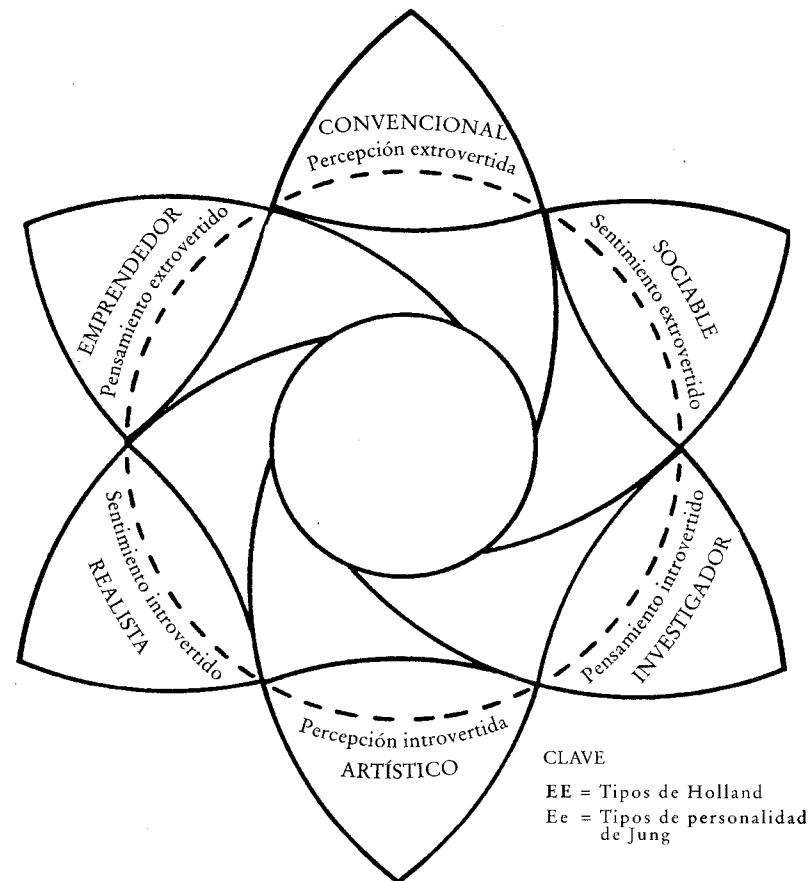 CONVENCIONAL
Percepción extrovertida
EMPRENDEDOR
Pensamiento extrovertido
SOCIABLE
Sentimiento extrovertido
Sentimiento introvertido
REALISTA
Pensamiento introvertido
INVESTIGADOR
Percepción introvertida
ARTÍSTICO
CLAVE
EE = Tipos de Holland
Ee = Tipos de personalidad
de Jung